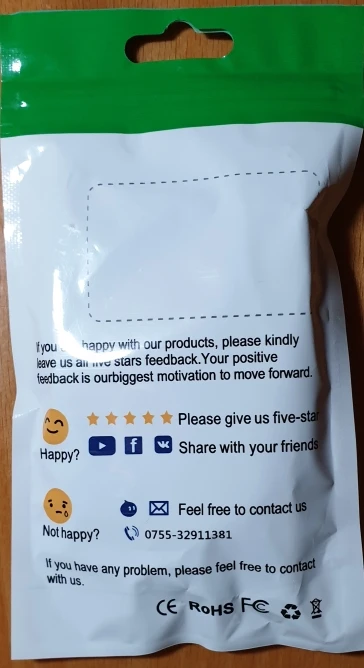 If you happy with our products, please kindly
leave us all five stars feedback.Your positive
feedback is ourbiggest motivation to move forward.
Happy?
Please give us five-star
Share with your friends
Not happy?
Feel free to contact us
0755-32911381
If you have any problem, please feel free to contact
with us.
CE RoHS FC